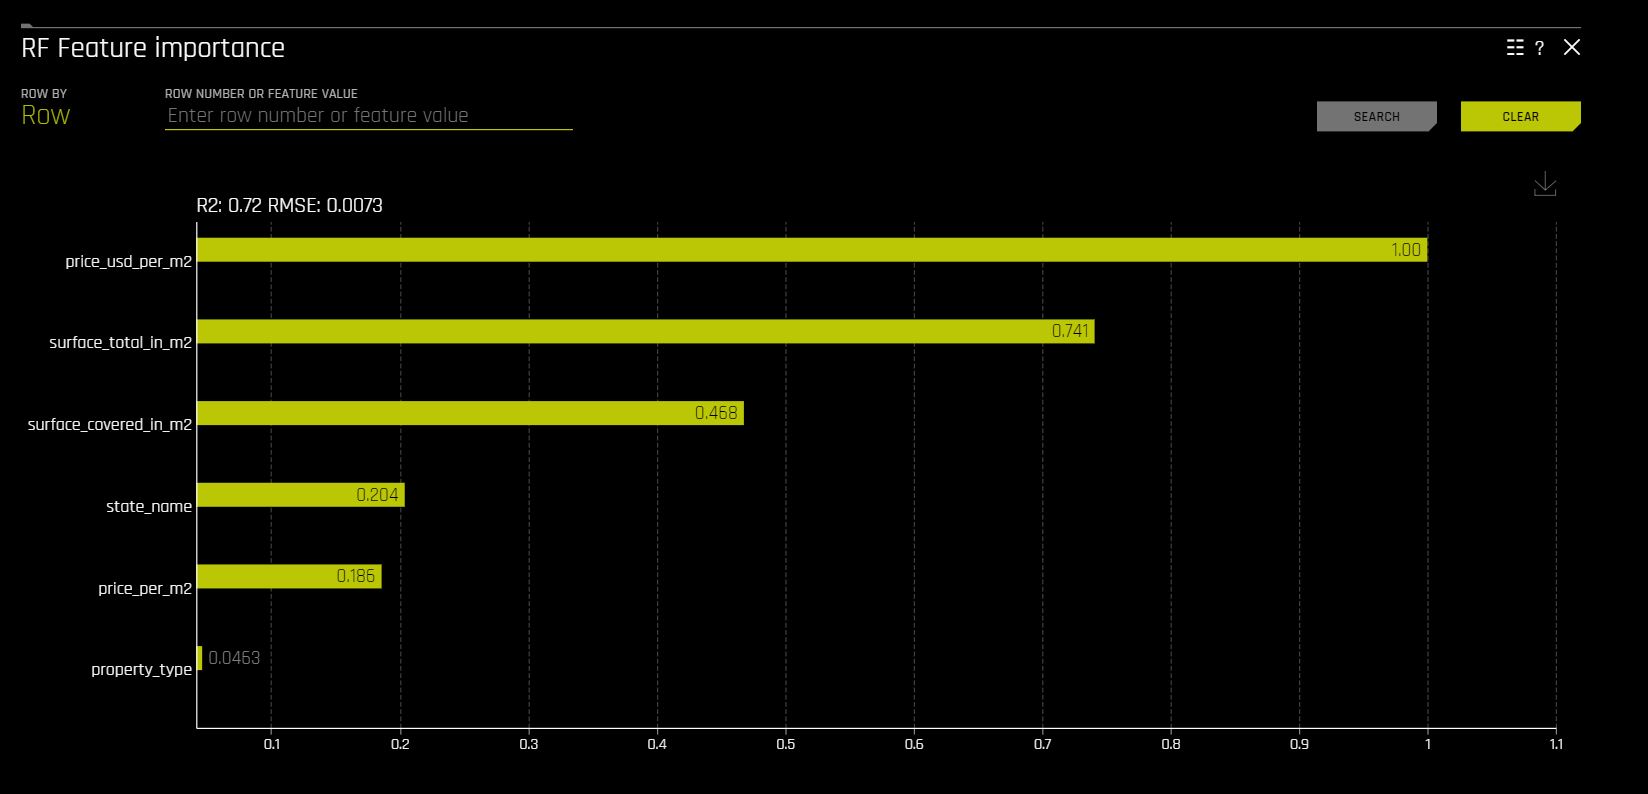 RF Feature importance
?
ROW BY
Row
ROW NUMBER OR FEATURE VALUE
Enter row number or feature value
SEARCH
CLEAR
R2: 0.72 RMSE: 0.0073
price_usd_per_m2
1.00
surface_total_in_m2
0.741
surface_covered_in_m2
0.468
state_name
0.204
price_per_m2
0.186
property_type
0.0463
0.1 0.2 0.3 0.4 0.5 0.6 0.7 0.8 0.9 1 1.1